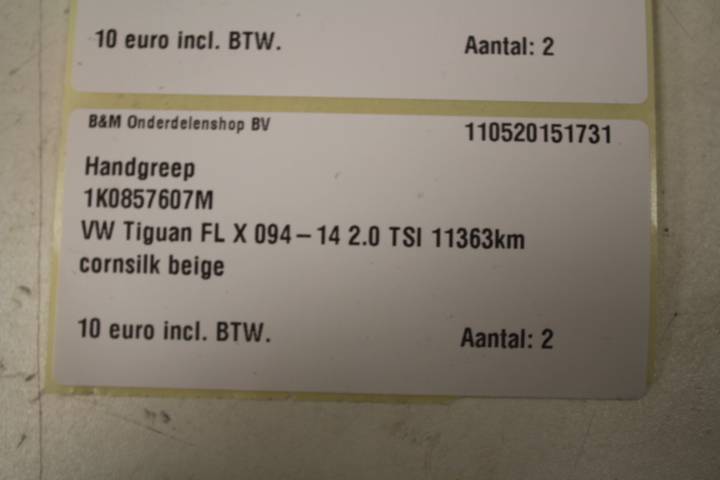 10 euro incl. BTW. Aantal: 2
B&M Onderdelenshop BV 110520151731
Handgreep
1K0857607M
VW Tiguan FL X 094-14 2.0 TSI 11363km
cornsilk beige
10 euro incl. BTW. Aantal: 2